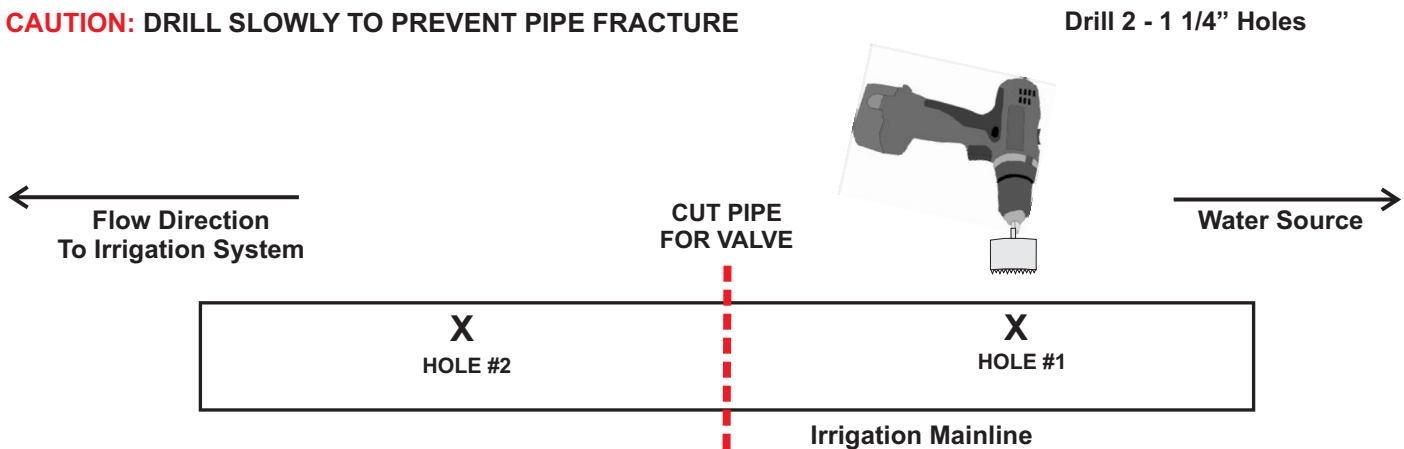 CAUTION: DRILL SLOWLY TO PREVENT PIPE FRACTURE
Drill 2 - 1 1/4” Holes
Flow Direction
To Irrigation System
CUT PIPE
FOR VALVE
Water Source
X
HOLE #2
X
HOLE #1
Irrigation Mainline